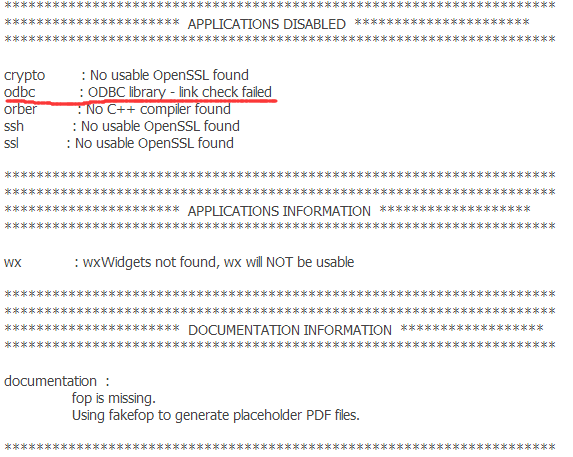 *********************************************************************
********************** APPLICATIONS DISABLED **********************
*********************************************************************
crypto : No usable OpenSSL found
odbc : ODBC library - link check failed
orber : No C++ compiler found
ssh : No usable OpenSSL found
ssl : No usable OpenSSL found
*********************************************************************
*********************************************************************
********************** APPLICATIONS INFORMATION *******************
*********************************************************************
wx : wxWidgets not found, wx will NOT be usable
*********************************************************************
*********************************************************************
********************** DOCUMENTATION INFORMATION ******************
*********************************************************************
documentation :
fop is missing.
Using fakefop to generate placeholder PDF files.
*********************************************************************